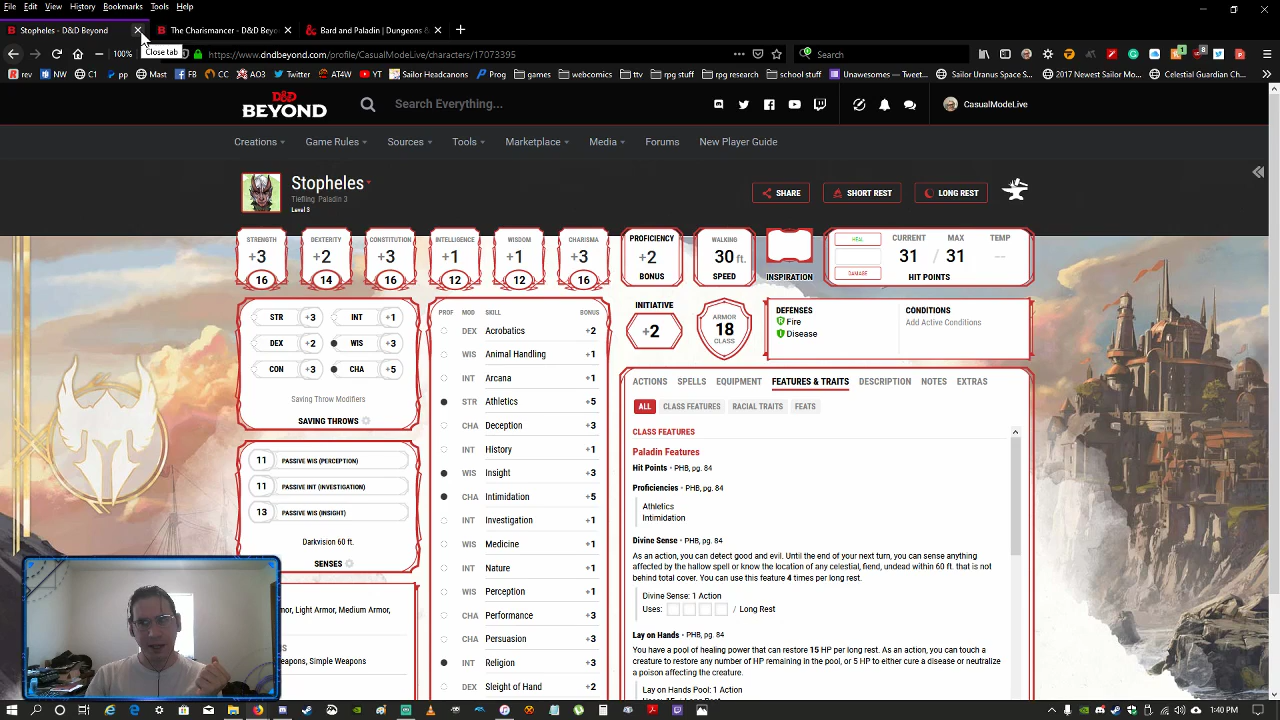 File Edit View History Bookmarks Tools Help
Stopheles - D&D Beyond
The Charismancer - D&D Beyo
Bard and Paladin | Dungeons &
Close tab
100%
https://www.dndbeyond.com/profile/CasualModeLive/characters/17073395
Search
Rev NW C1 pp Mast FB CC AO3 Twitter AT4W YT Sailor Headcanons Prog games webcomics ttv rpg stuff rpg research school stuff Unawesomes — Tweet... Sailor Uranus Space S... 2017 Newest Sailor Mo... Celestial Guardian Ch...
D&D
BEYOND
Search Everything...
CasualModeLive
Creations Game Rules Sources Tools Marketplace Media Forums New Player Guide
Stopheles
Tiefling Paladin 3
Level 3
SHARE SHORT REST LONG REST
STRENGTH
+3
16
DEXTERITY
+2
14
CONSTITUTION
+3
16
INTELLIGENCE
+1
12
WISDOM
+1
12
CHARISMA
+3
16
PROFICIENCY
+2
BONUS
WALKING
30 ft.
SPEED
INSPIRATION
HEAL
DAMAGE
CURRENT MAX TEMP
31 / 31 --
HIT POINTS
STR +3 INT +1
DEX +2 WIS +3
CON +3 CHA +5
Saving Throw Modifiers
SAVING THROWS
11 PASSIVE WIS (PERCEPTION)
11 PASSIVE INT (INVESTIGATION)
13 PASSIVE WIS (INSIGHT)
Darkvision 60 ft.
SENSES
mor, Light Armor, Medium Armor,
eapons, Simple Weapons
PROF MOD SKILL BONUS
DEX Acrobatics +2
WIS Animal Handling +1
INT Arcana +1
STR Athletics +5
CHA Deception +3
INT History +1
WIS Insight +3
CHA Intimidation +5
INT Investigation +1
WIS Medicine +1
INT Nature +1
WIS Perception +1
CHA Performance +3
CHA Persuasion +3
INT Religion +3
DEX Sleight of Hand +2
INITIATIVE
+2
ARMOR
18
CLASS
DEFENSES
Fire
Disease
CONDITIONS
Add Active Conditions
ACTIONS SPELLS EQUIPMENT FEATURES & TRAITS DESCRIPTION NOTES EXTRAS
ALL CLASS FEATURES RACIAL TRAITS FEATS
CLASS FEATURES
Paladin Features
Hit Points • PHB, pg. 84
Proficiencies • PHB, pg. 84
Athletics
Intimidation
Divine Sense • PHB, pg. 84
As an action, you can detect good and evil. Until the end of your next turn, you can sense anything
affected by the hallow spell or know the location of any celestial, fiend, undead within 60 ft. that is not
behind total cover. You can use this feature 4 times per long rest.
Divine Sense: 1 Action
Uses: / Long Rest
Lay on Hands • PHB, pg. 84
You have a pool of healing power that can restore 15 HP per long rest. As an action, you can touch a
creature to restore any number of HP remaining in the pool, or 5 HP to either cure a disease or neutralize
a poison affecting the creature.
Lay on Hands Pool: 1 Action
1:40 PM